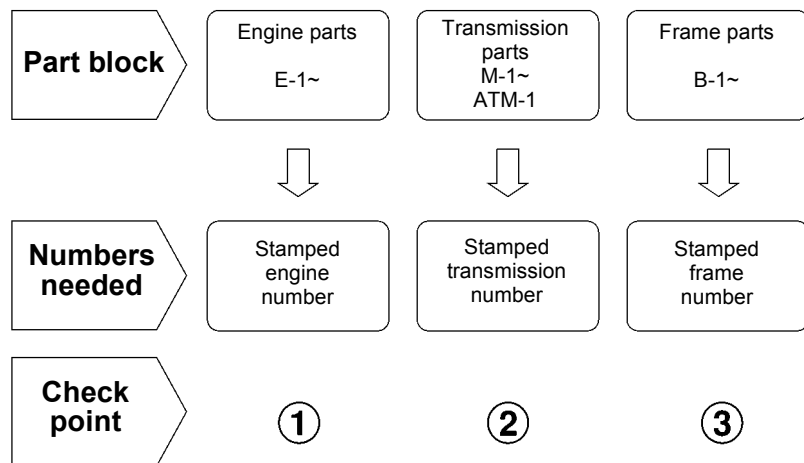 Part block
Engine parts
E-1~
Transmission
parts
M-1~
ATM-1
Frame parts
B-1~
Numbers
needed
Stamped
engine
number
Stamped
transmission
number
Stamped
frame
number
Check
point
①
②
③